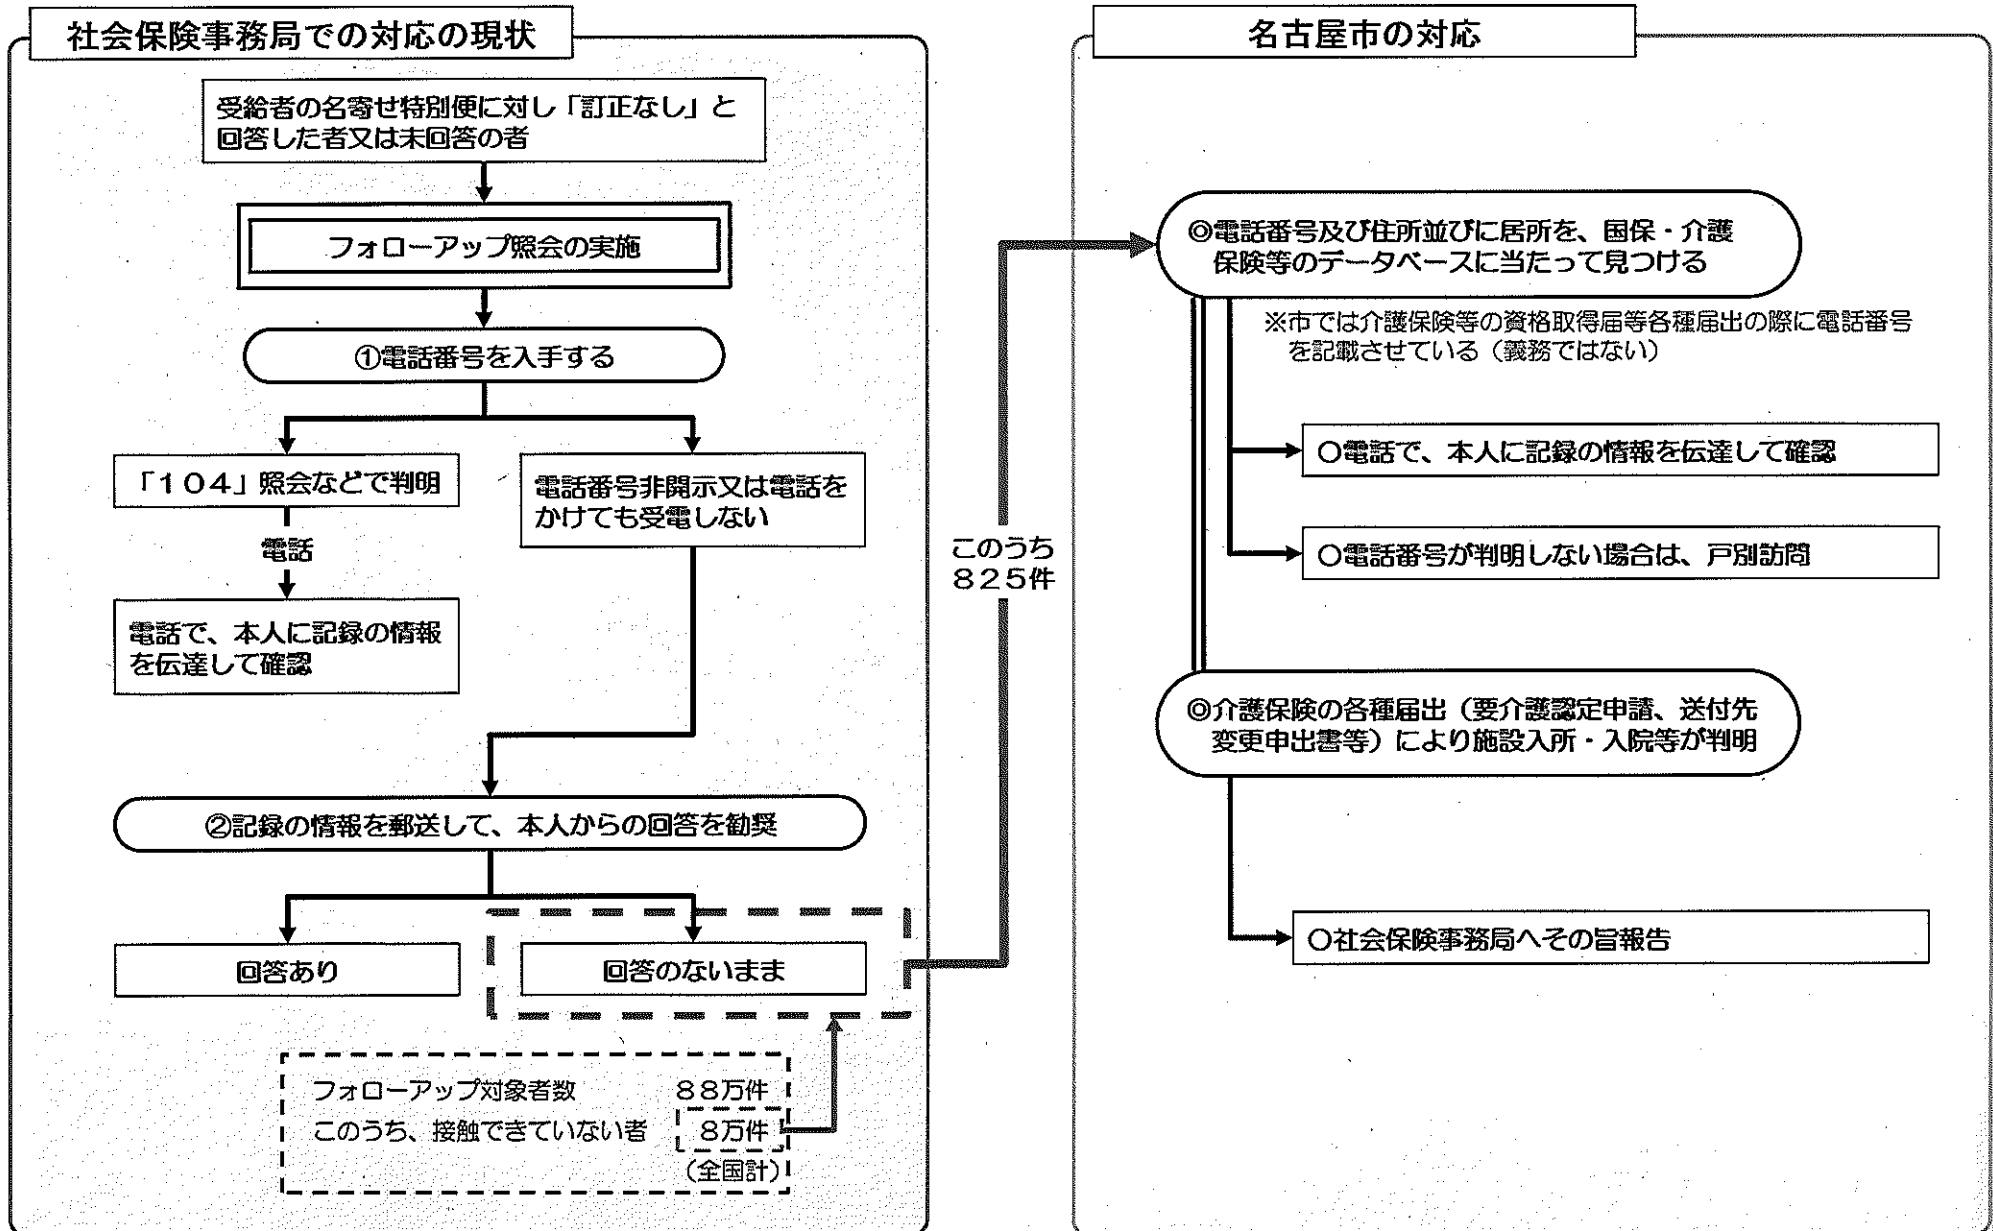 社会保険事務局での対応の現状
受給者の名寄せ特別便に対し「訂正なし」と
回答した者又は未回答の者
フォローアップ照会の実施
①電話番号を入手する
「１０４」照会などで判明
電話
電話で、本人に記録の情報
を伝達して確認
電話番号非開示又は電話を
かけても受電しない
②記録の情報を郵送して、本人からの回答を勧奨
回答あり
回答のないまま
フォローアップ対象者数 ８８万件
このうち、接触できていない者 ８万件
(全国計)
このうち
８２５件
名古屋市の対応
◎電話番号及び住所並びに居所を、国保・介護
保険等のデータベースに当たって見つける
※市では介護保険等の資格取得届等各種届出の際に電話番号
を記載させている（義務ではない）
○電話で、本人に記録の情報を伝達して確認
○電話番号が判明しない場合は、戸別訪問
◎介護保険の各種届出（要介護認定申請、送付先
変更申出書等）により施設入所・入院等が判明
○社会保険事務局へその旨報告